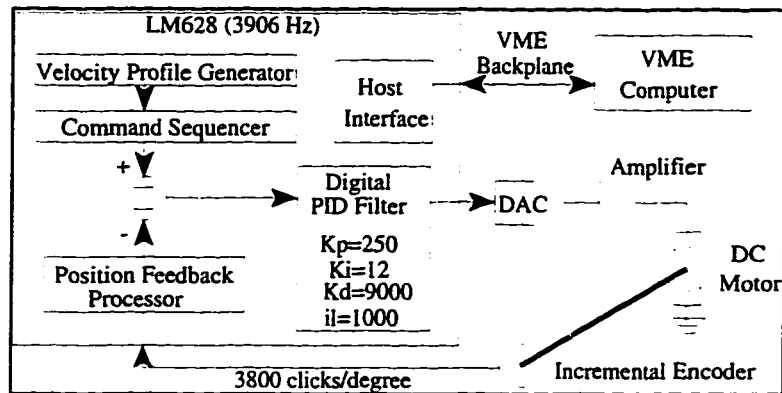 LM628 (3906 Hz)
Velocity Profile Generator
Command Sequencer
+
-
Position Feedback
Processor
Host
Interface
Digital
PID Filter
Kp=250
Ki=12
Kd=9000
il=1000
VME
Backplane
VME
Computer
DAC
Amplifier
DC
Motor
3800 clicks/degree
Incremental Encoder